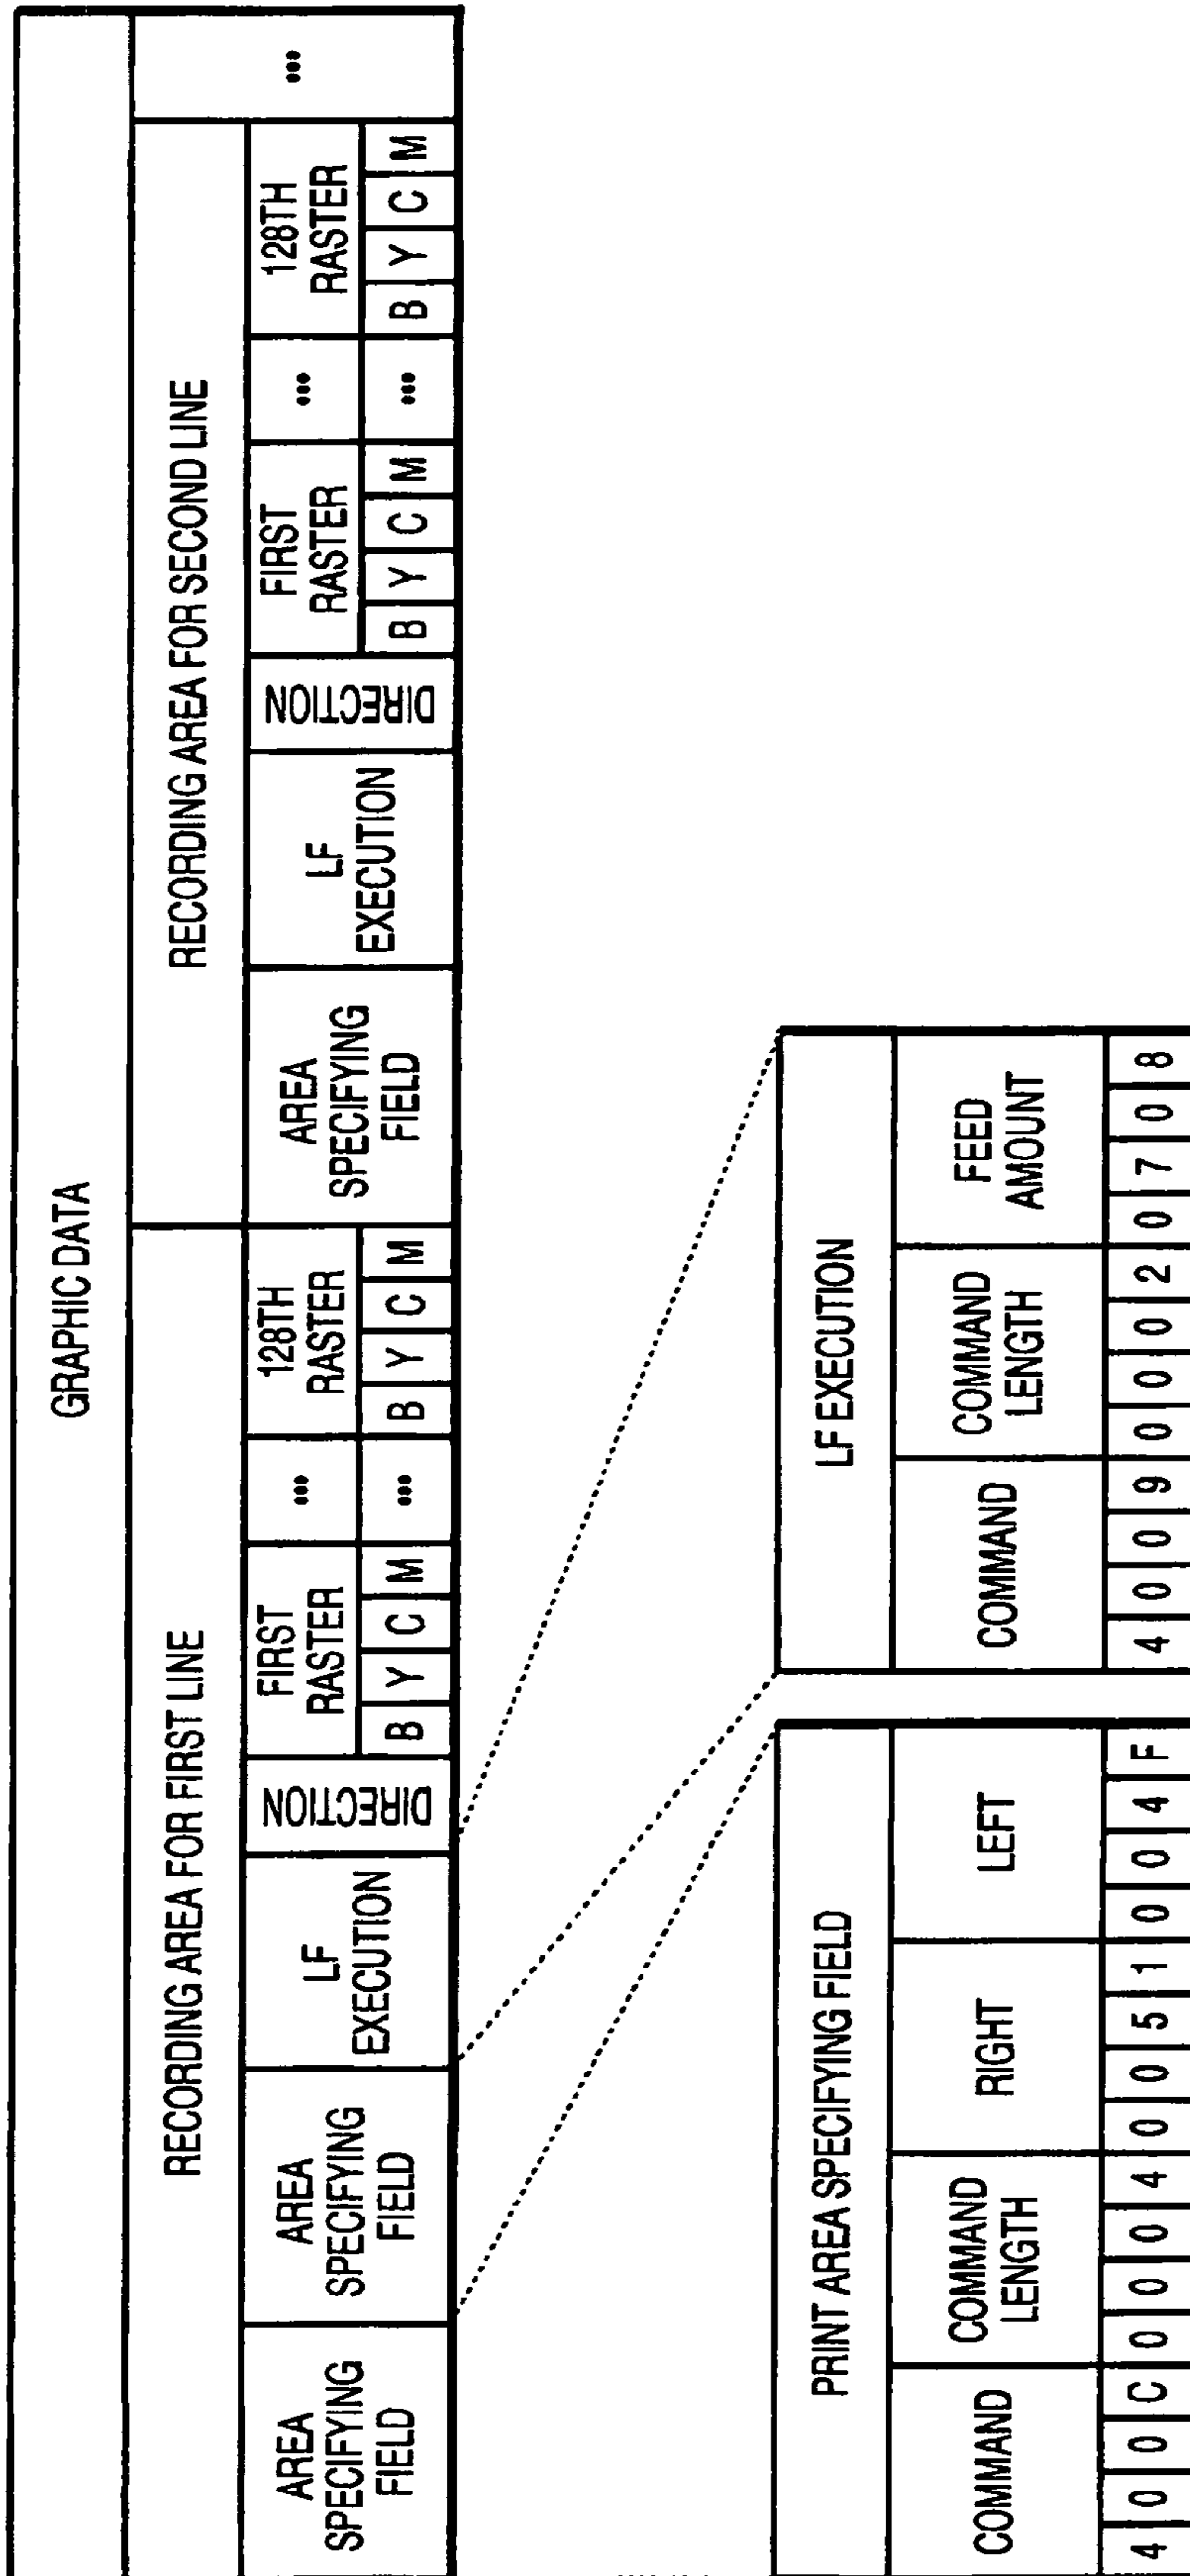 GRAPHIC DATA
RECORDING AREA FOR FIRST LINE
RECORDING AREA FOR SECOND LINE
•••
AREA
SPECIFYING
FIELD
AREA
SPECIFYING
FIELD
LF
EXECUTION
DIRECTION
FIRST
RASTER
•••
128TH
RASTER
B Y C M ••• B Y C M
AREA
SPECIFYING
FIELD
LF
EXECUTION
DIRECTION
FIRST
RASTER
•••
128TH
RASTER
B Y C M ••• B Y C M
PRINT AREA SPECIFYING FIELD
COMMAND
COMMAND
LENGTH
RIGHT
LEFT
4 0 0 C 0 0 0 4 0 0 5 1 0 0 4 F
LF EXECUTION
COMMAND
COMMAND
LENGTH
FEED
AMOUNT
4 0 0 9 0 0 0 2 0 7 0 8